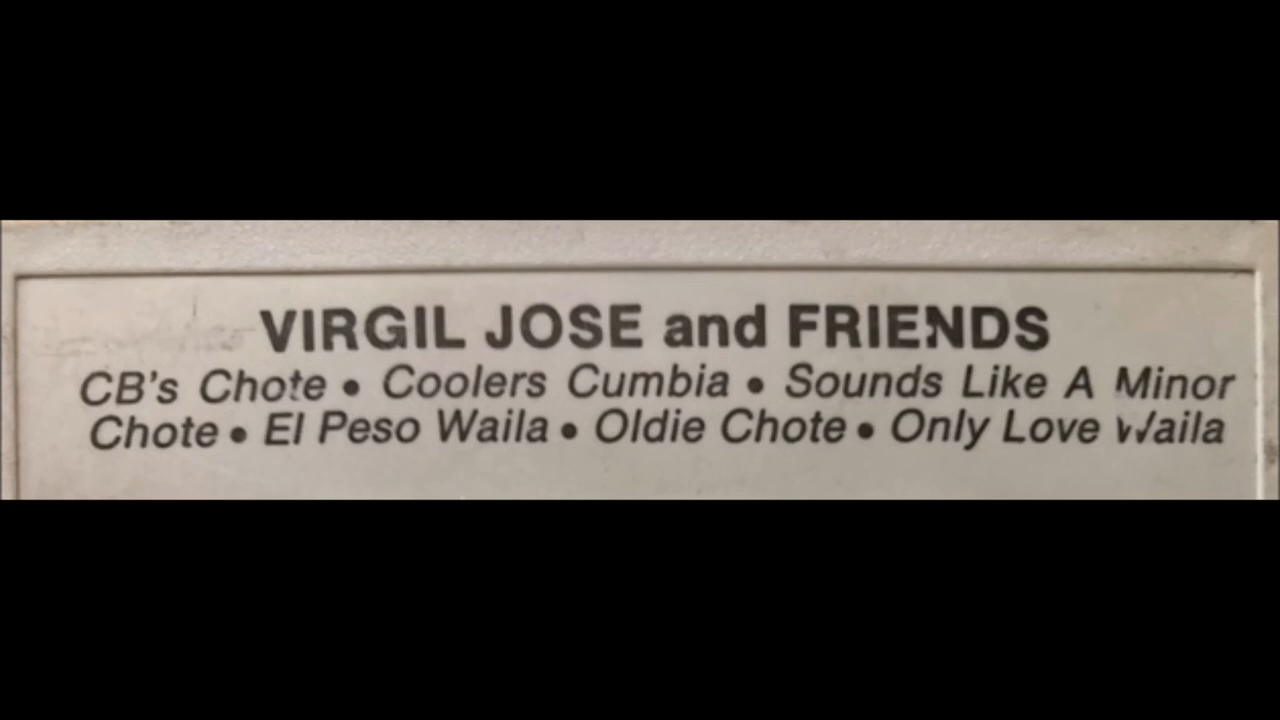 VIRGIL JOSE and FRIENDS
CB's Chote • Coolers Cumbia • Sounds Like A Minor
Chote • El Peso Waila • Oldie Chote • Only Love Waila